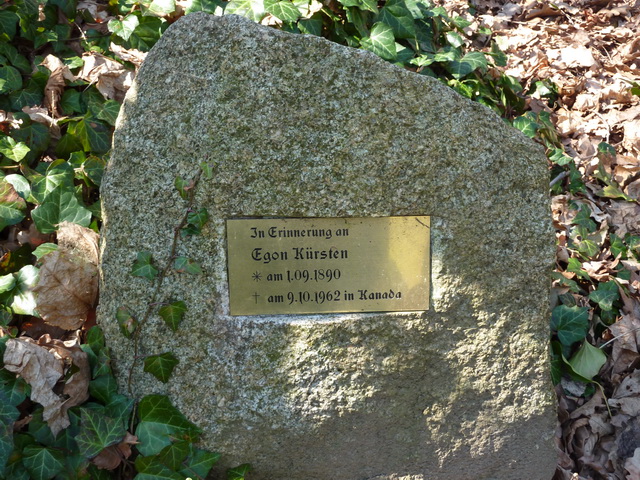 In Erinnerung an
Egon Kürsten
* am 1.09.1890
† am 9.10.1962 in Kanada